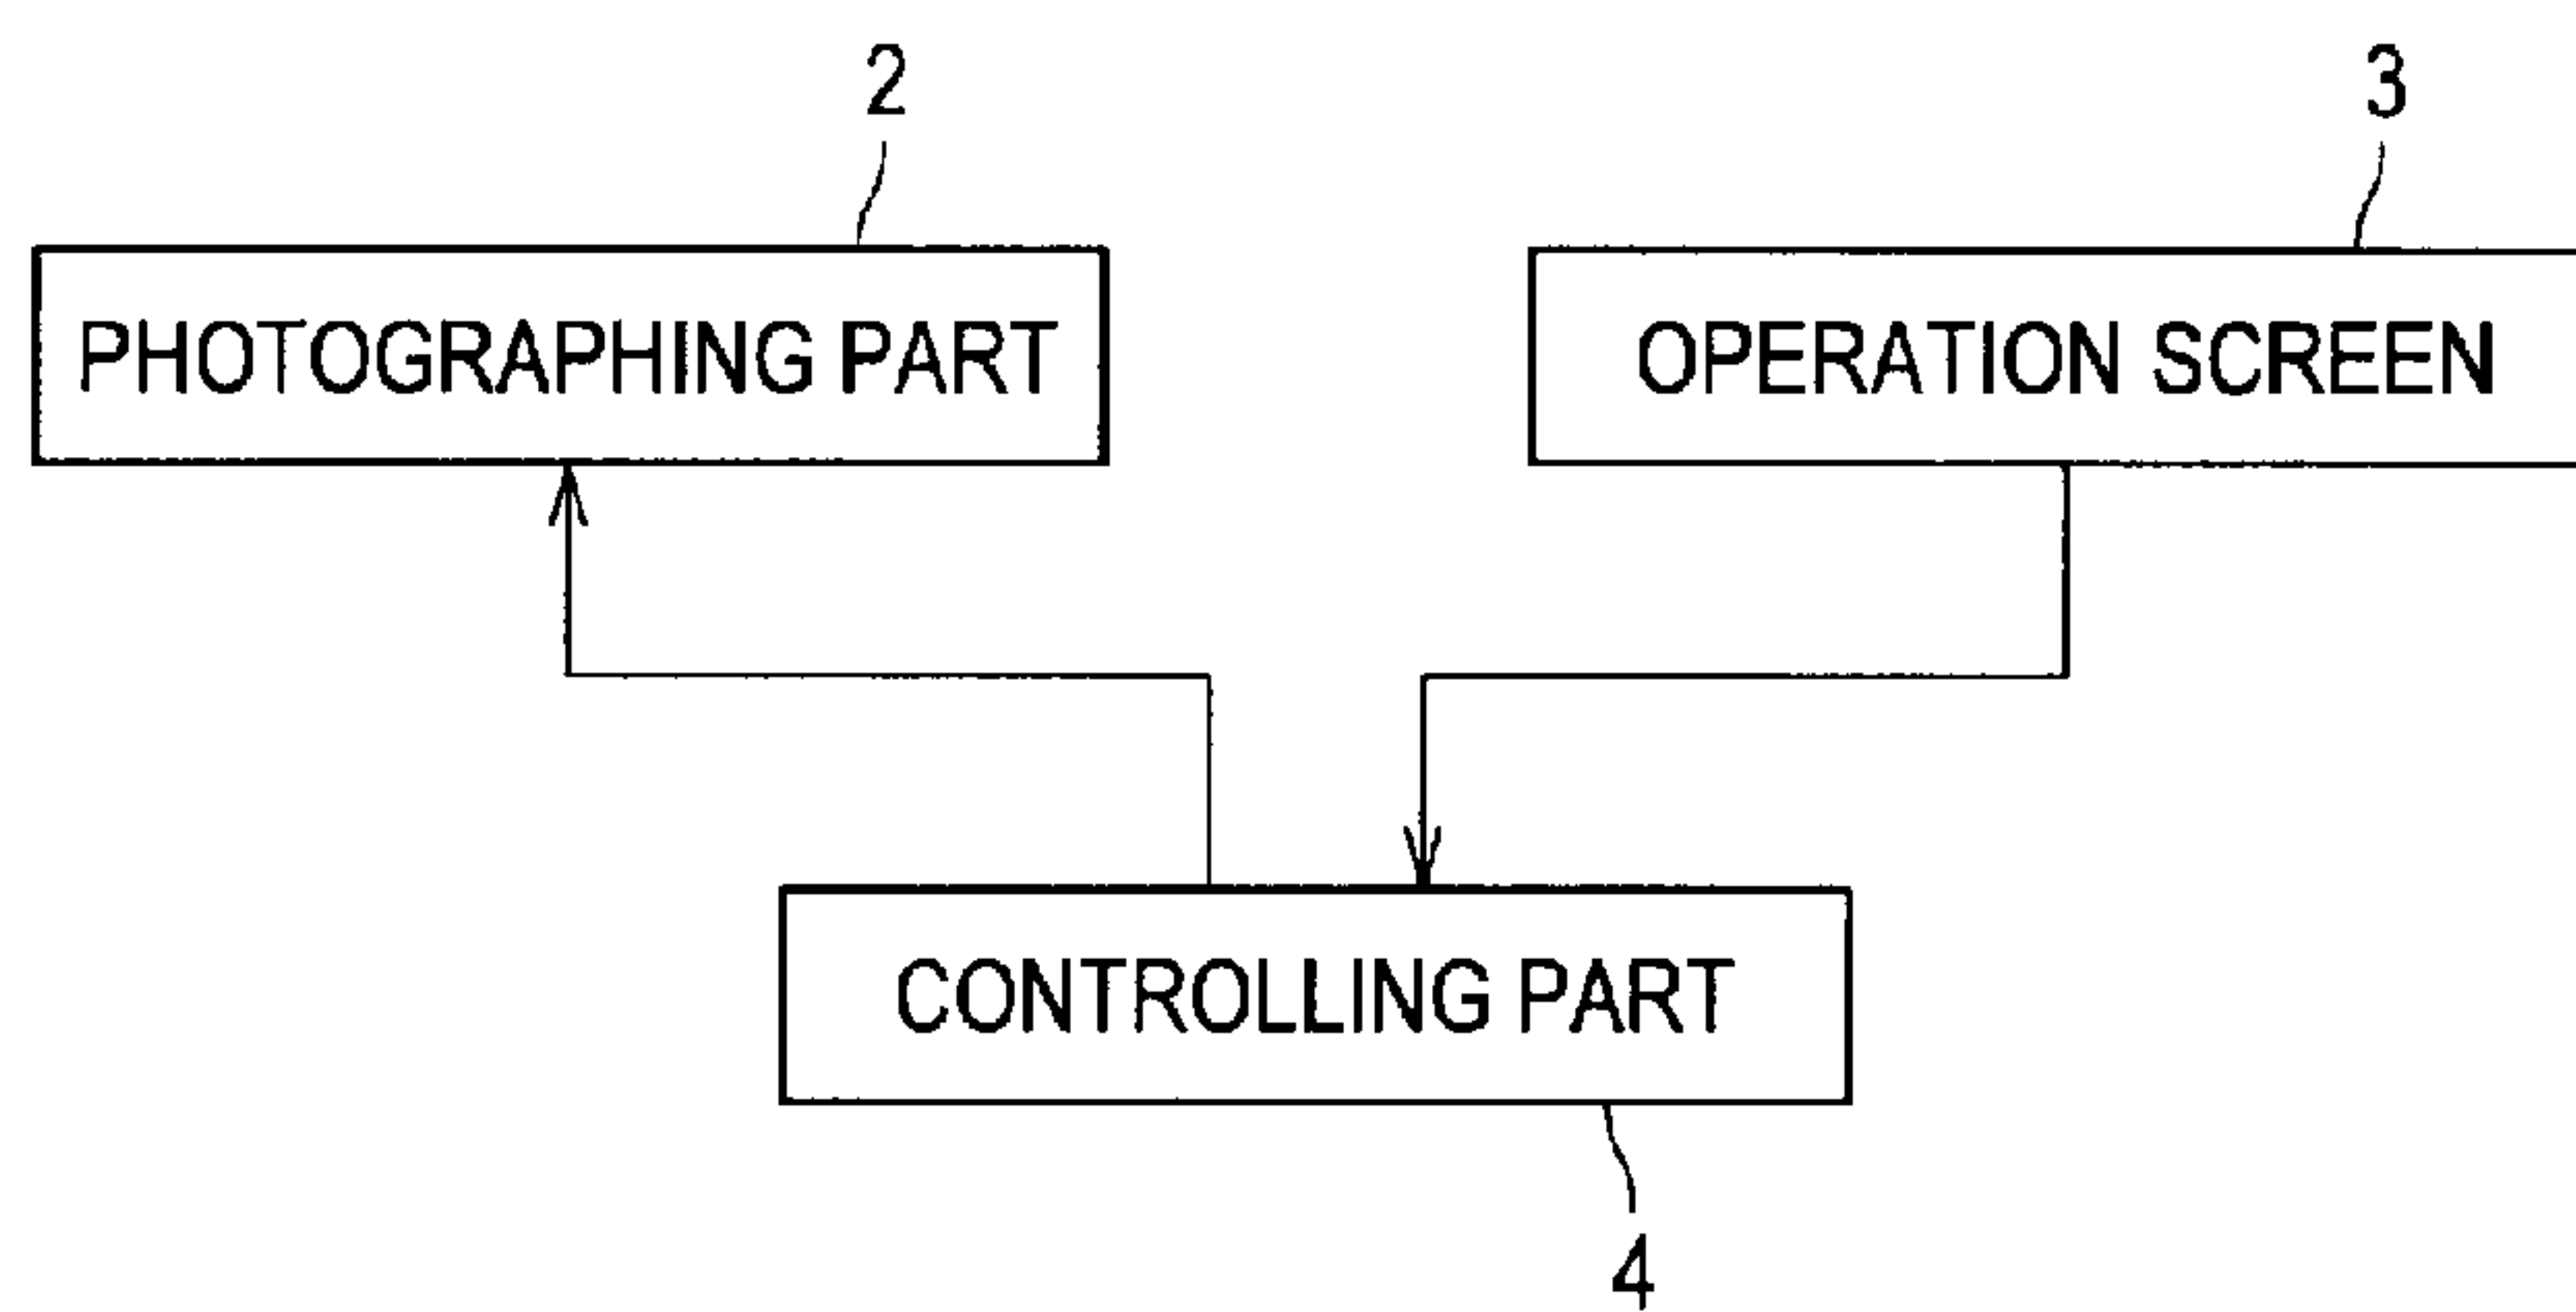 2
3
PHOTOGRAPHING PART
OPERATION SCREEN
CONTROLLING PART
4